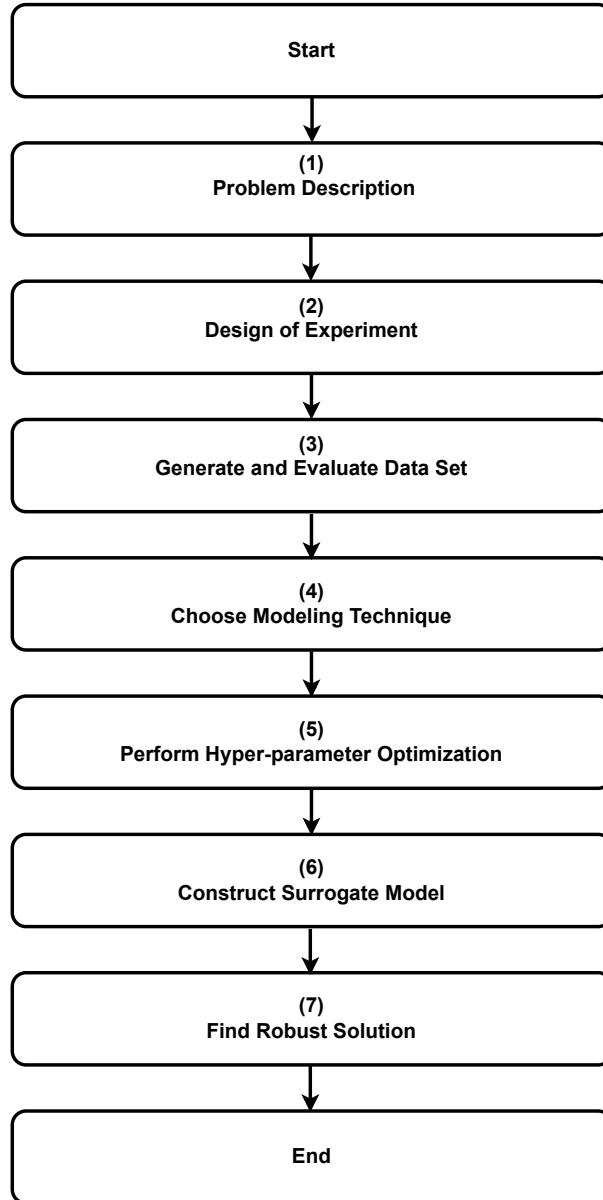 Start
(1)
Problem Description
(2)
Design of Experiment
(3)
Generate and Evaluate Data Set
(4)
Choose Modeling Technique
(5)
Perform Hyper-parameter Optimization
(6)
Construct Surrogate Model
(7)
Find Robust Solution
End